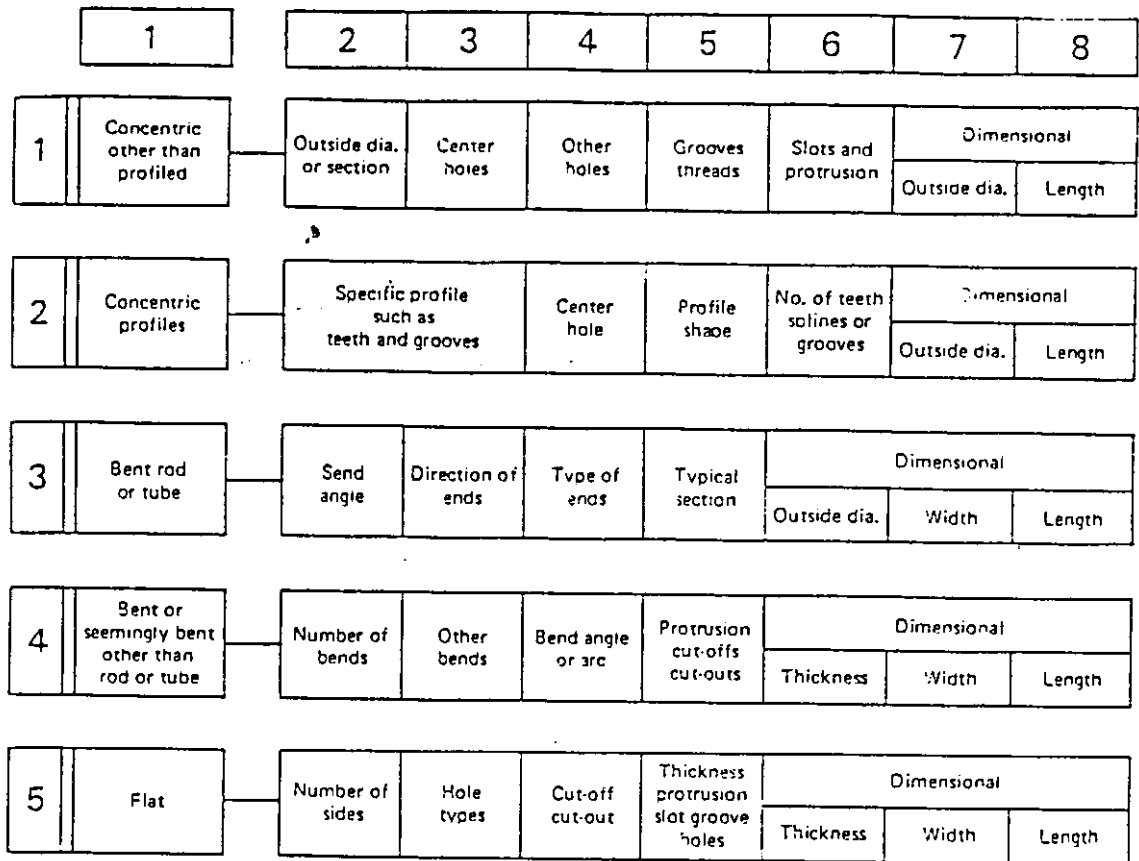 1 2 3 4 5 6 7 8
1
Concentric
other than
profiled
Outside dia.
or section
Center
holes
Other
holes
Grooves
threads
Slots and
protrusion
Dimensional
Outside dia.
Length
2
Concentric
profiles
Specific profile
such as
teeth and grooves
Center
hole
Profile
shape
No. of teeth
splines or
grooves
Dimensional
Outside dia.
Length
3
Bent rod
or tube
Send
angle
Direction of
ends
Type of
ends
Typical
section
Dimensional
Outside dia.
Width
Length
4
Bent or
seemingly bent
other than
rod or tube
Number of
bends
Other
bends
Bend angle
or arc
Protrusion
cut-offs
cut-outs
Dimensional
Thickness
Width
Length
5
Flat
Number of
sides
Hole
types
Cut-off
cut-out
Thickness
protrusion
slot groove
holes
Dimensional
Thickness
Width
Length